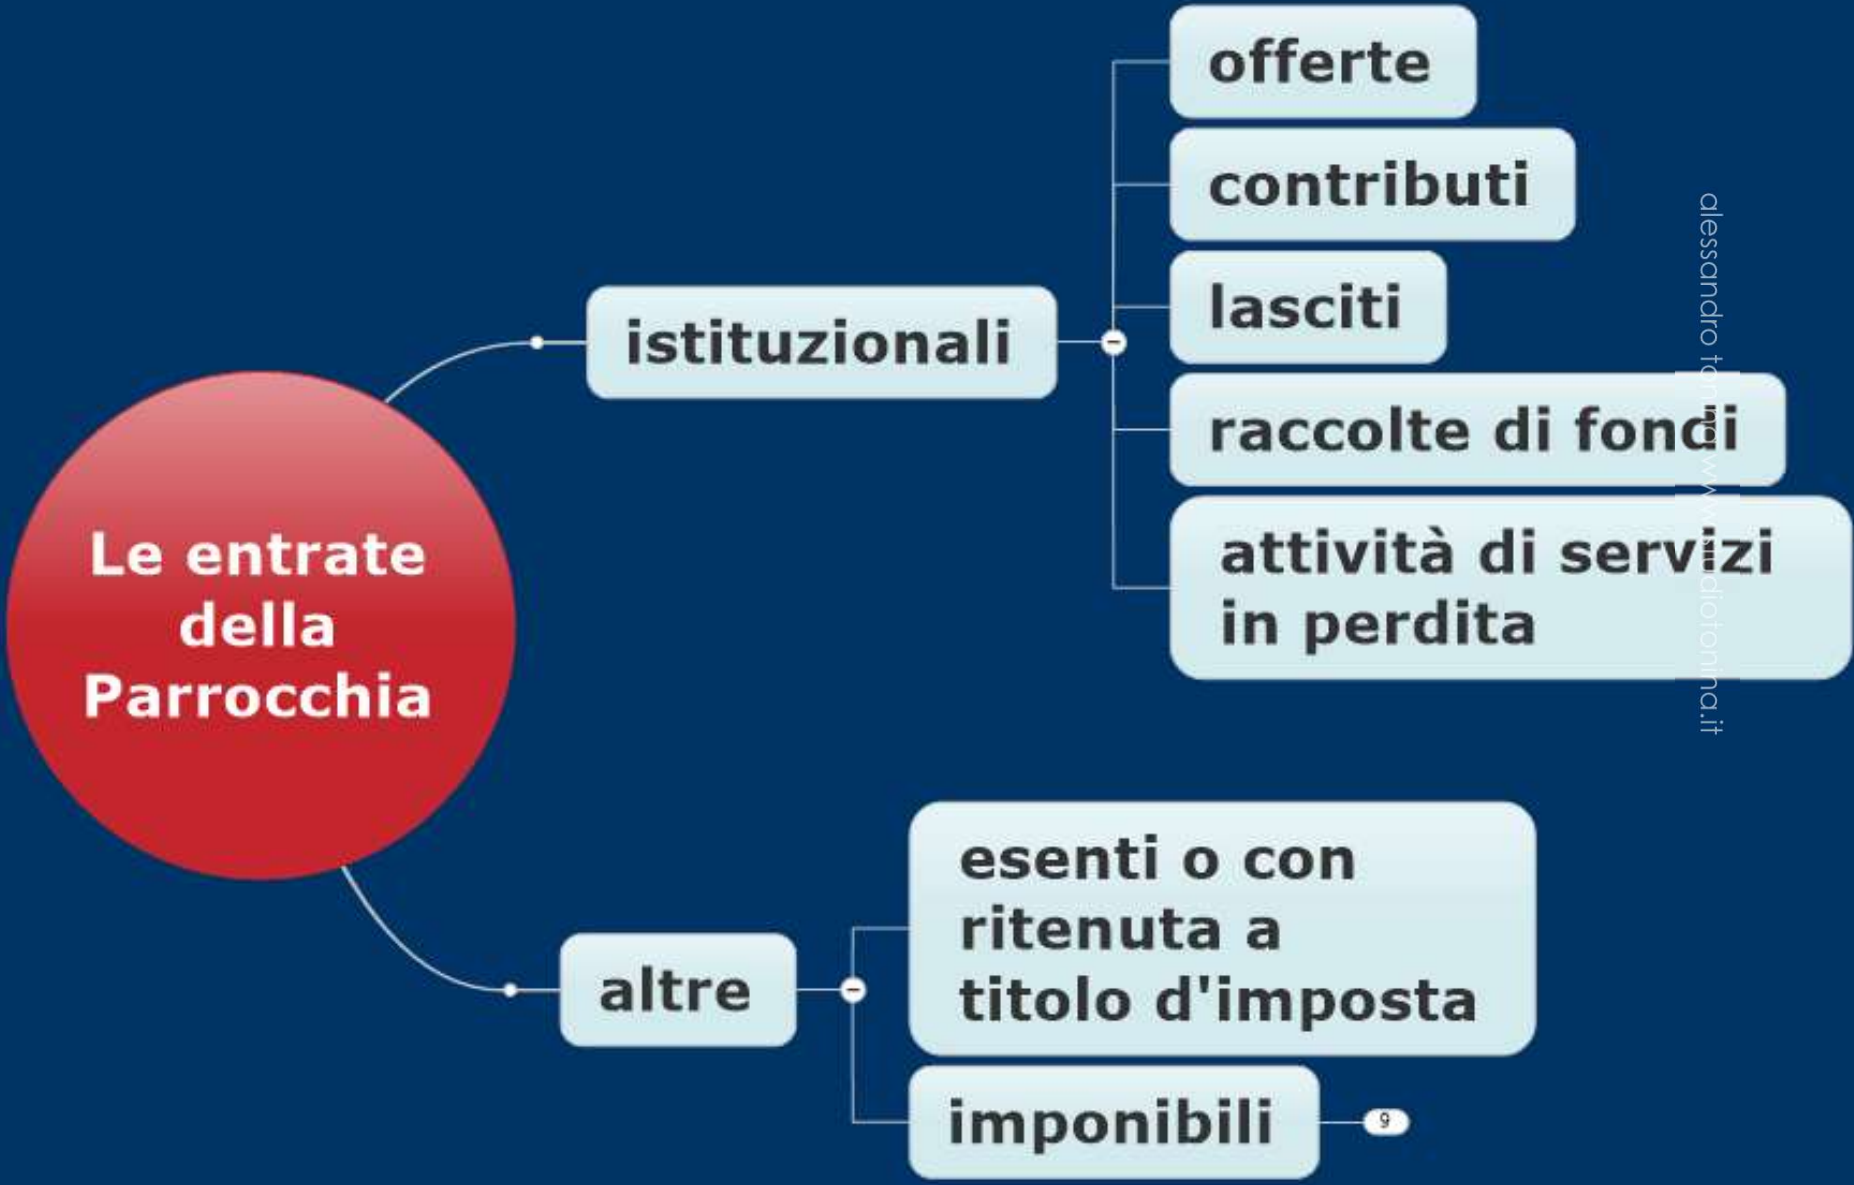 Le entrate
della
Parrocchia
istituzionali
offerte
contributi
lasciti
raccolte di fondi
attività di servizi
in perdita
altre
esenti o con
ritenuta a
titolo d'imposta
imponibili
9
alessandro